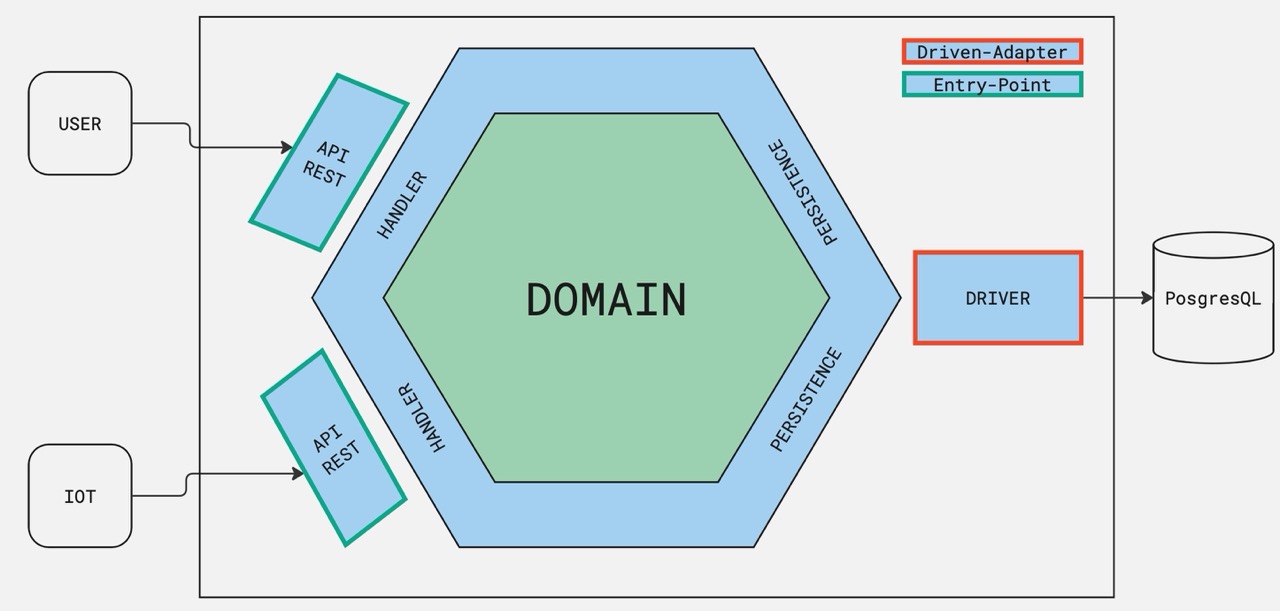 Driven-Adapter
Entry-Point
USER
API
REST
HANDLER
PERSISTENCE
DOMAIN
DRIVER
PosgresQL
HANDLER
PERSISTENCE
API
REST
IOT